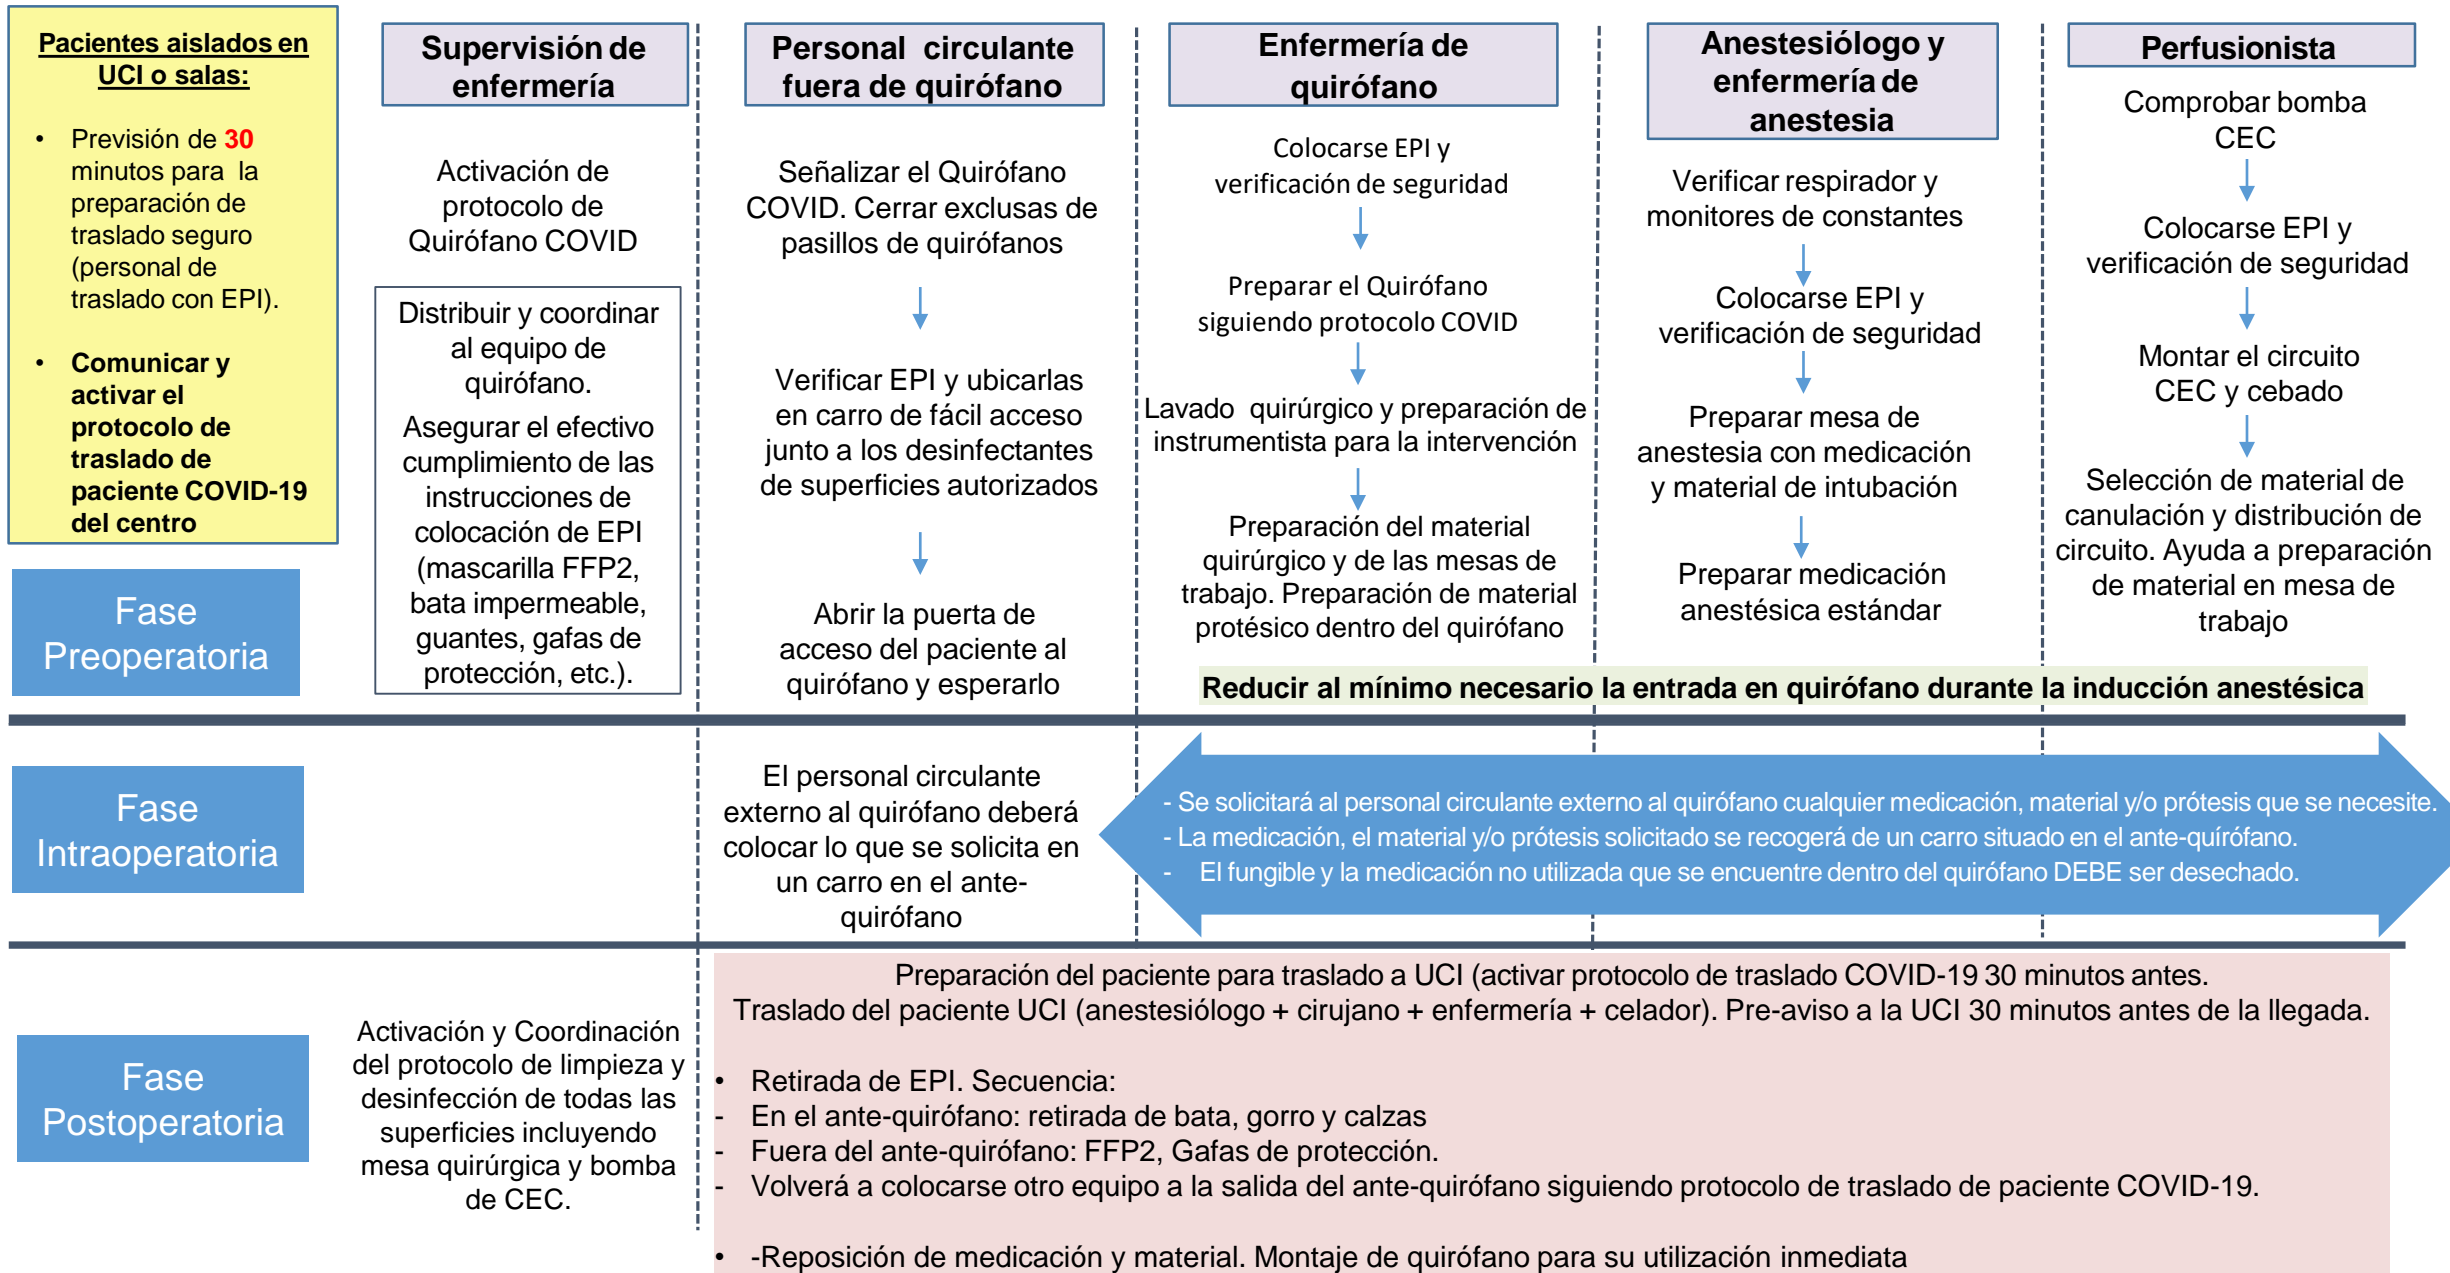 Pacientes aislados en
UCI o salas:
• Previsión de 30
minutos para la
preparación de
traslado seguro
(personal de
traslado con EPI).
• Comunicar y
activar el
protocolo de
traslado de
paciente COVID-19
del centro
Supervisión de
enfermería
Activación de
protocolo de
Quirófano COVID
Distribuir y coordinar
al equipo de
quirófano.
Asegurar el efectivo
cumplimiento de las
instrucciones de
colocación de EPI
(mascarilla FFP2,
bata impermeable,
guantes, gafas de
protección, etc.).
Personal circulante
fuera de quirófano
Señalizar el Quirófano
COVID. Cerrar exclusas de
pasillos de quirófanos
Verificar EPI y ubicarlas
en carro de fácil acceso
junto a los desinfectantes
de superficies autorizados
Abrir la puerta de
acceso del paciente al
quirófano y esperarlo
Enfermería de
quirófano
Colocarse EPI y
verificación de seguridad
Preparar el Quirófano
siguiendo protocolo COVID
Lavado quirúrgico y preparación de
instrumentista para la intervención
Preparación del material
quirúrgico y de las mesas de
trabajo. Preparación de material
protésico dentro del quirófano
Anestesiólogo y
enfermería de
anestesia
Verificar respirador y
monitores de constantes
Colocarse EPI y
verificación de seguridad
Preparar mesa de
anestesia con medicación
y material de intubación
Preparar medicación
anestésica estándar
Perfusionista
Comprobar bomba
CEC
Colocarse EPI y
verificación de seguridad
Montar el circuito
CEC y cebado
Selección de material de
canulación y distribución de
circuito. Ayuda a preparación
de material en mesa de
trabajo
Fase
Preoperatoria
Reducir al mínimo necesario la entrada en quirófano durante la inducción anestésica
Fase
Intraoperatoria
El personal circulante
externo al quirófano deberá
colocar lo que se solicita en
un carro en el ante-
quirófano
- Se solicitará al personal circulante externo al quirófano cualquier medicación, material y/o prótesis que se necesite.
- La medicación, el material y/o prótesis solicitado se recogerá de un carro situado en el ante-quírófano.
- El fungible y la medicación no utilizada que se encuentre dentro del quirófano DEBE ser desechado.
Fase
Postoperatoria
Activación y Coordinación
del protocolo de limpieza y
desinfección de todas las
superficies incluyendo
mesa quirúrgica y bomba
de CEC.
Preparación del paciente para traslado a UCI (activar protocolo de traslado COVID-19 30 minutos antes.
Traslado del paciente UCI (anestesiólogo + cirujano + enfermería + celador). Pre-aviso a la UCI 30 minutos antes de la llegada.
• Retirada de EPI. Secuencia:
- En el ante-quirófano: retirada de bata, gorro y calzas
- Fuera del ante-quirófano: FFP2, Gafas de protección.
- Volverá a colocarse otro equipo a la salida del ante-quirófano siguiendo protocolo de traslado de paciente COVID-19.
• -Reposición de medicación y material. Montaje de quirófano para su utilización inmediata